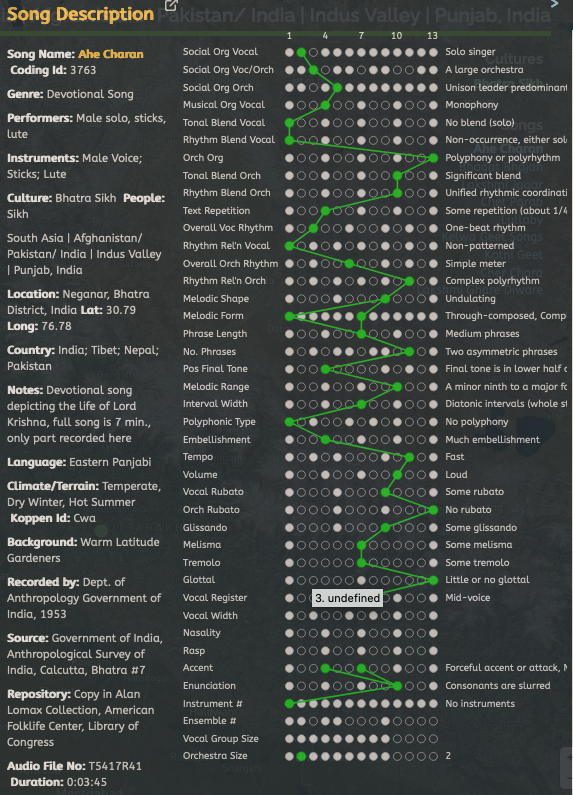 Song Description
Pakistan/ India | Indus Valley | Punjab, India
Song Name: Ahe Charan
Coding Id: 3763
Genre: Devotional Song
Performers: Male solo, sticks,
lute
Instruments: Male Voice;
Sticks; Lute
Culture: Bhatra Sikh People:
Sikh
South Asia | Afghanistan/
Pakistan/ India | Indus Valley
| Punjab, India
Location: Neganar, Bhatra
District, India Lat: 30.79
Long: 76.78
Country: India; Tibet; Nepal;
Pakistan
Notes: Devotional song
depicting the life of Lord
Krishna, full song is 7 min.,
only part recorded here
Language: Eastern Panjabi
Climate/Terrain: Temperate,
Dry Winter, Hot Summer
Koppen Id: Cwa
Background: Warm Latitude
Gardeners
Recorded by: Dept. of
Anthropology Government of
India, 1953
Source: Government of India,
Anthropological Survey of
India, Calcutta, Bhatra #7
Repository: Copy in Alan
Lomax Collection, American
Folklife Center, Library of
Congress
Audio File No: T5417R41
Duration: 0:03:45
1 4 7 10 13
Social Org Vocal Solo singer
Social Org Voc/Orch A large orchestra
Social Org Orch Unison leader predominant
Musical Org Vocal Monophony
Tonal Blend Vocal No blend (solo)
Rhythm Blend Vocal Non-occurrence, either sol
Orch Org Polyphony or polyrhythm
Tonal Blend Orch Significant blend
Rhythm Blend Orch Unified rhythmic coordinati
Text Repetition Some repetition (about 1/4
Overall Voc Rhythm One-beat rhythm
Rhythm Rel'n Vocal Non-patterned
Overall Orch Rhythm Simple meter
Rhythm Rel'n Orch Complex polyrhythm
Melodic Shape Undulating
Melodic Form Through-composed, Comp
Phrase Length Medium phrases
No. Phrases Two asymmetric phrases
Pos Final Tone Final tone is in lower half o
Melodic Range A minor ninth to a major fo
Interval Width Diatonic intervals (whole st
Polyphonic Type No polyphony
Embellishment Much embellishment
Tempo Fast
Volume Loud
Vocal Rubato Some rubato
Orch Rubato No rubato
Glissando Some glissando
Melisma Some melisma
Tremolo Some tremolo
Glottal Little or no glottal
Vocal Register 3. undefined Mid-voice
Vocal Width
Nasality
Rasp
Accent Forceful accent or attack, M
Enunciation Consonants are slurred
Instrument # No instruments
Ensemble #
Vocal Group Size
Orchestra Size 2
Cultures
Songs